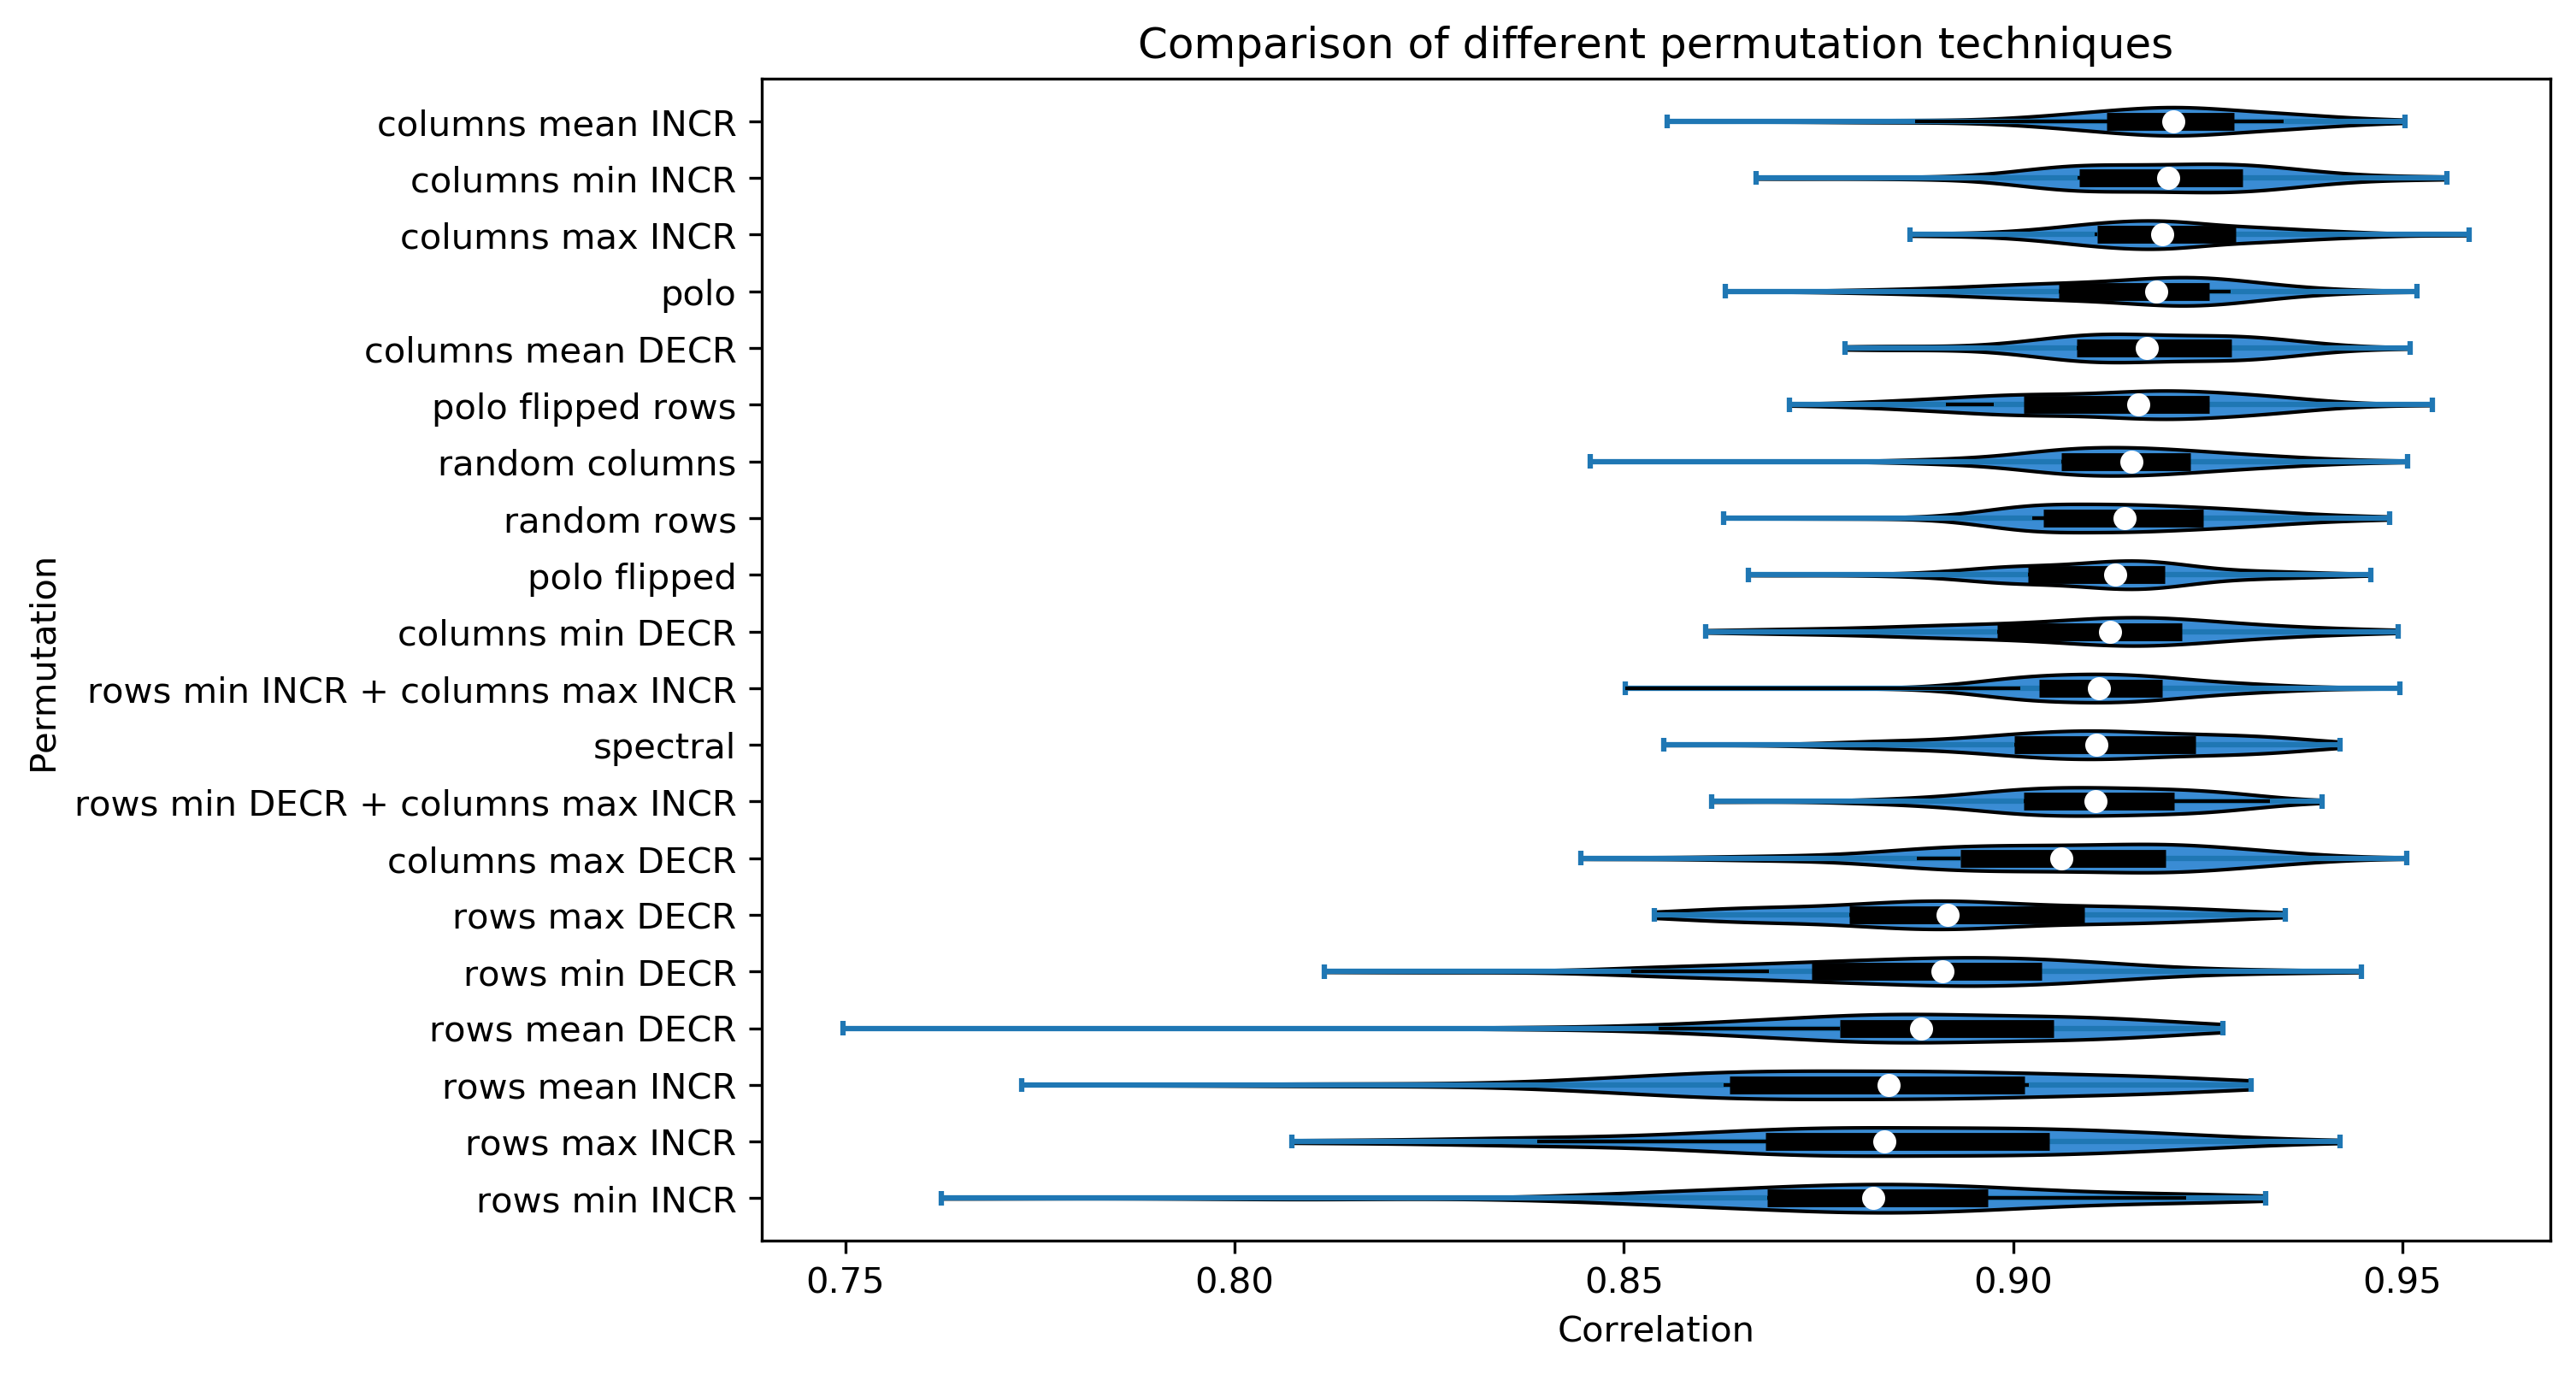 Comparison of different permutation techniques
columns mean INCR
columns min INCR
columns max INCR
polo
columns mean DECR
polo flipped rows
random columns
random rows
polo flipped
columns min DECR
rows min INCR + columns max INCR
spectral
rows min DECR + columns max INCR
columns max DECR
rows max DECR
rows min DECR
rows mean DECR
rows mean INCR
rows max INCR
rows min INCR
Permutation
0.75 0.80 0.85 0.90 0.95
Correlation